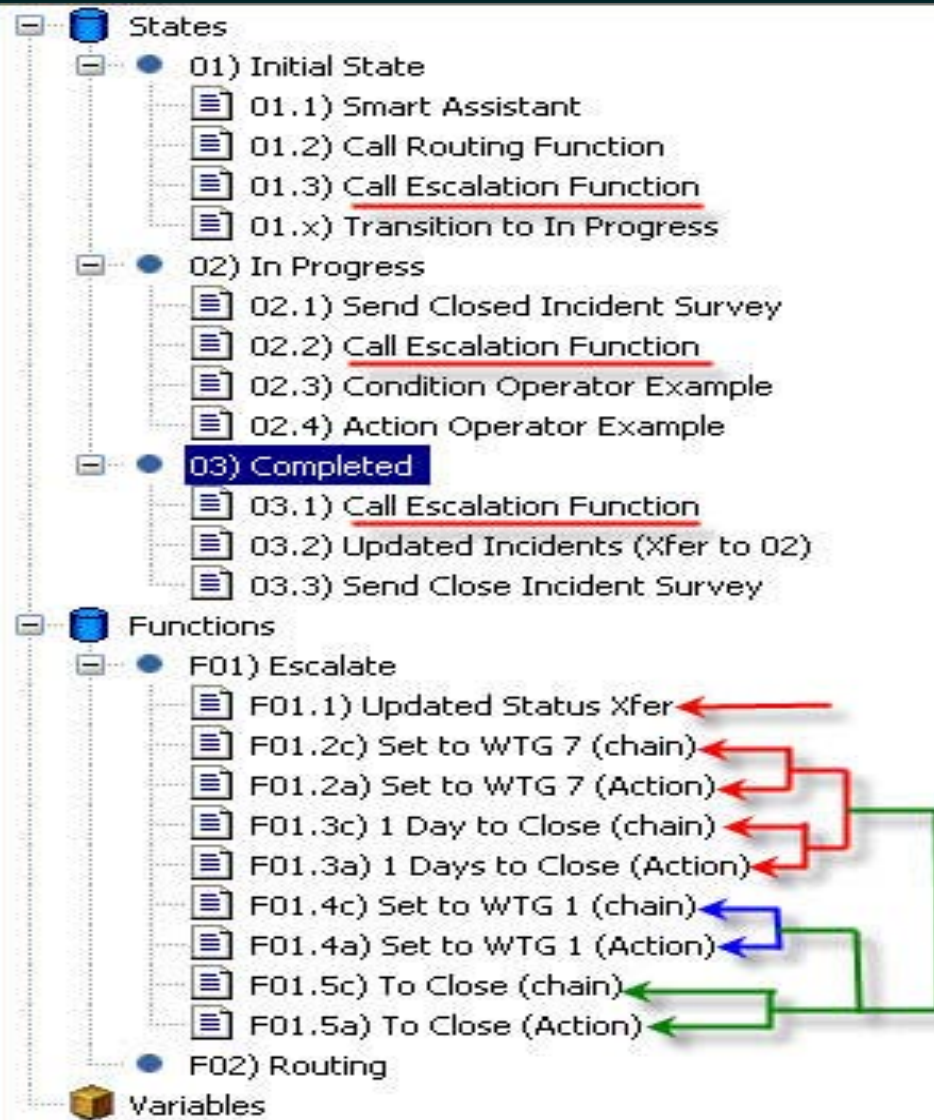 States
01) Initial State
01.1) Smart Assistant
01.2) Call Routing Function
01.3) Call Escalation Function
01.x) Transition to In Progress
02) In Progress
02.1) Send Closed Incident Survey
02.2) Call Escalation Function
02.3) Condition Operator Example
02.4) Action Operator Example
03) Completed
03.1) Call Escalation Function
03.2) Updated Incidents (Xfer to 02)
03.3) Send Close Incident Survey
Functions
F01) Escalate
F01.1) Updated Status Xfer
F01.2c) Set to WTG 7 (chain)
F01.2a) Set to WTG 7 (Action)
F01.3c) 1 Day to Close (chain)
F01.3a) 1 Days to Close (Action)
F01.4c) Set to WTG 1 (chain)
F01.4a) Set to WTG 1 (Action)
F01.5c) To Close (chain)
F01.5a) To Close (Action)
F02) Routing
Variables